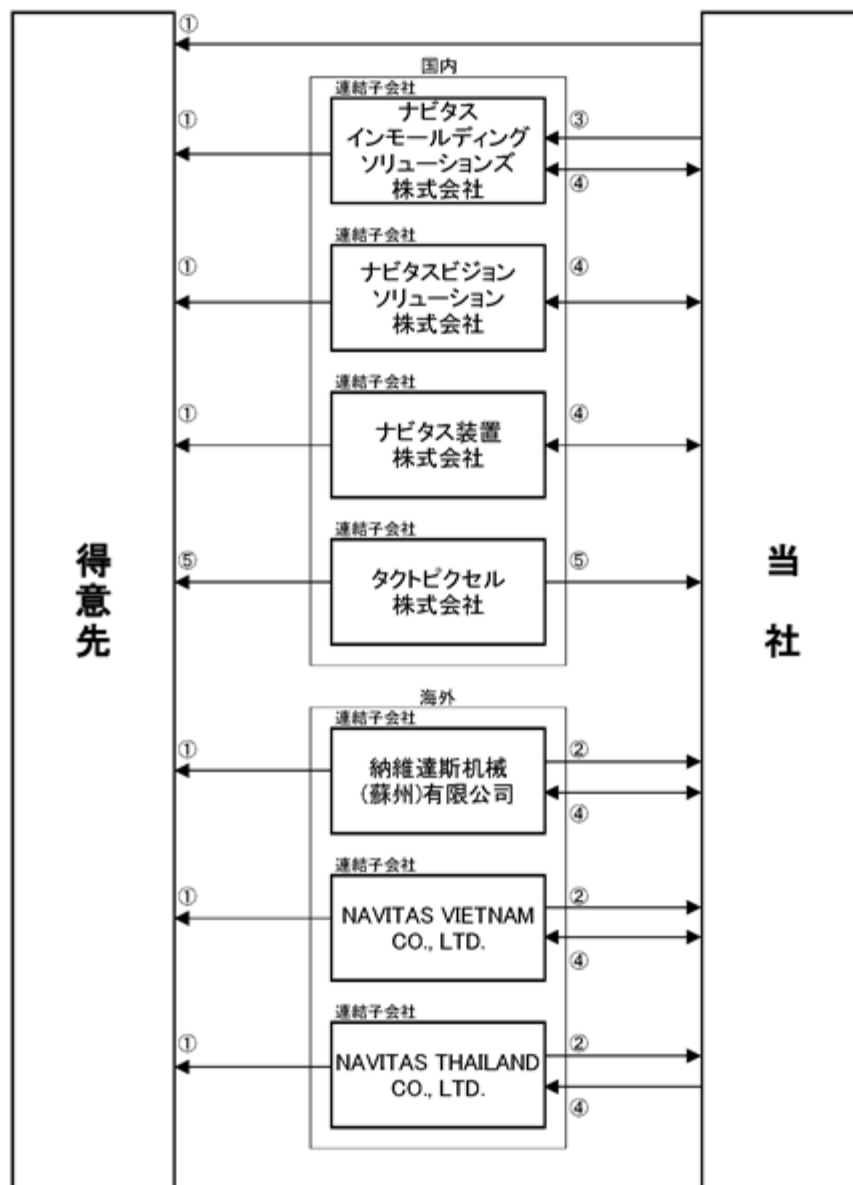 ①
国内
連結子会社
ナビタス
インモールディング
ソリューションズ
株式会社
①
③
④
連結子会社
ナビタスビジョン
ソリューション
株式会社
①
④
連結子会社
ナビタス装置
株式会社
①
④
連結子会社
タクトピクセル
株式会社
⑤
⑤
得意先
当社
海外
連結子会社
納維達斯机械
(蘇州)有限公司
①
②
④
連結子会社
NAVITAS VIETNAM
CO., LTD.
①
②
④
連結子会社
NAVITAS THAILAND
CO., LTD.
①
②
④